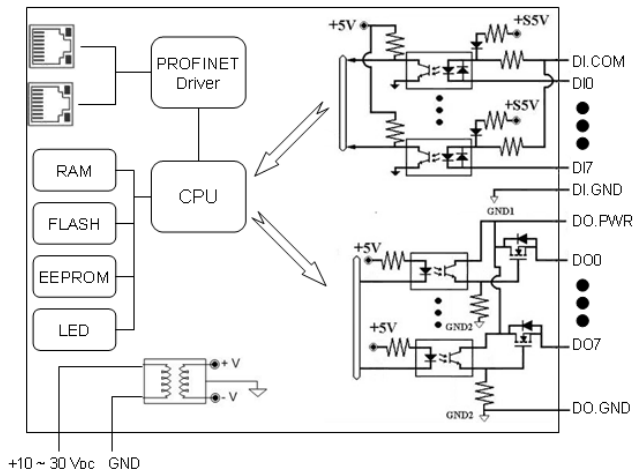 PROFINET
Driver
CPU
RAM
FLASH
EEPROM
LED
+ V
- V
+10 ~ 30 VDC
GND
+5V
+S5V
DI.COM
DI0
+S5V
DI7
DI.GND
GND1
DO.PWR
+5V
DO0
GND2
+5V
DO7
GND2
DO.GND